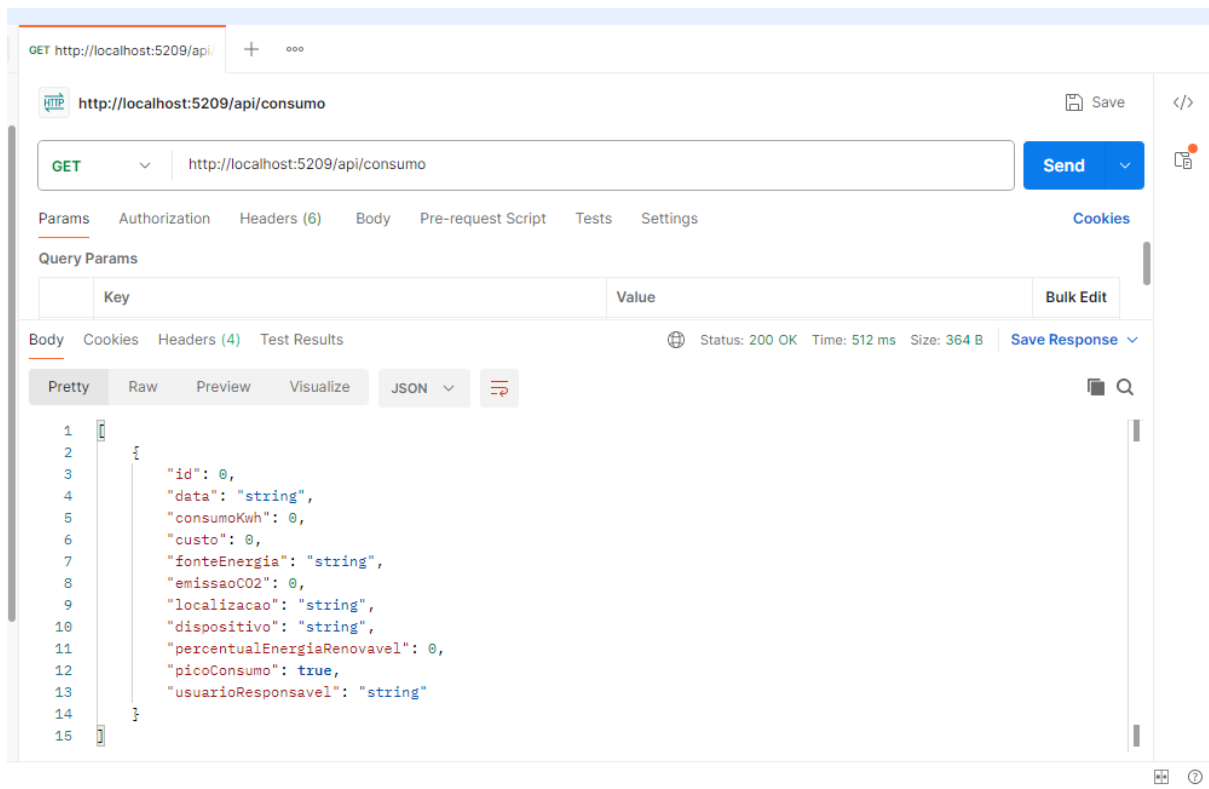 GET http://localhost:5209/api/
HTTP http://localhost:5209/api/consumo
Save
</>
GET http://localhost:5209/api/consumo
Send
Params Authorization Headers (6) Body Pre-request Script Tests Settings Cookies
Query Params
Key Value Bulk Edit
Body Cookies Headers (4) Test Results Status: 200 OK Time: 512 ms Size: 364 B Save Response
Pretty Raw Preview Visualize JSON
1 [
2 {
3 "id": 0,
4 "data": "string",
5 "consumoKwh": 0,
6 "custo": 0,
7 "fonteEnergia": "string",
8 "emissaoCO2": 0,
9 "localizacao": "string",
10 "dispositivo": "string",
11 "percentualEnergiaRenovavel": 0,
12 "picoConsumo": true,
13 "usuarioResponsavel": "string"
14 }
15 ]